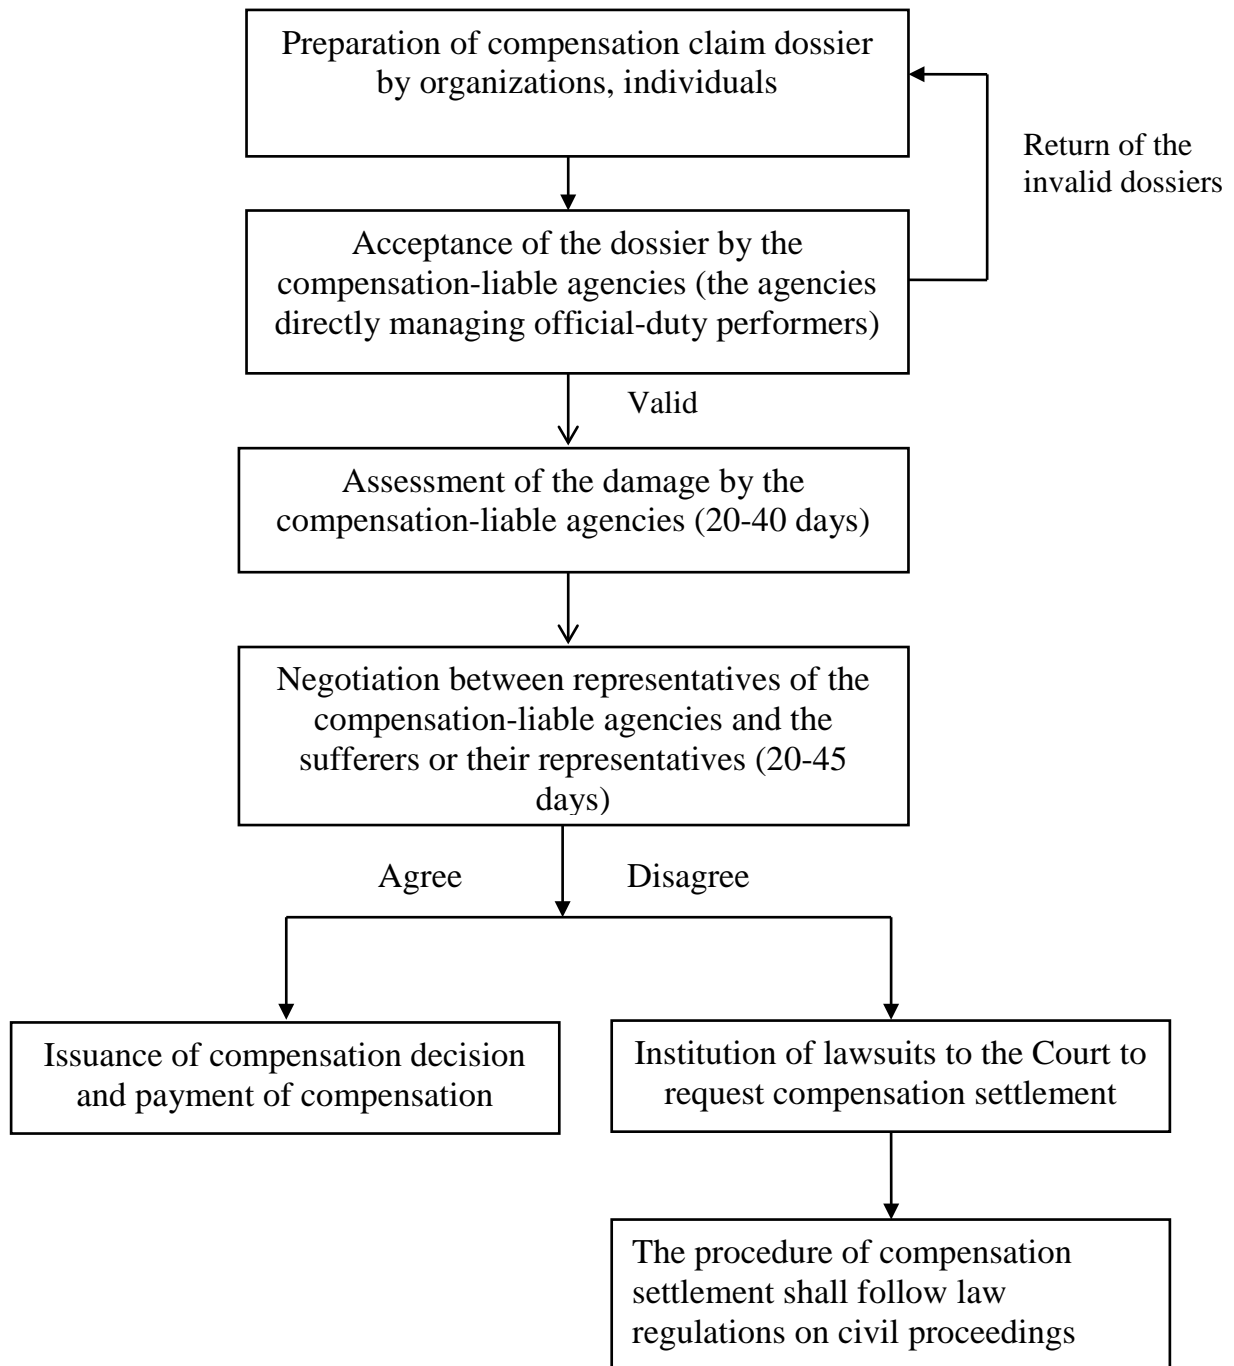 Preparation of compensation claim dossier
by organizations, individuals
Return of the
invalid dossiers
Acceptance of the dossier by the
compensation-liable agencies (the agencies
directly managing official-duty performers)
Valid
Assessment of the damage by the
compensation-liable agencies (20-40 days)
Negotiation between representatives of the
compensation-liable agencies and the
sufferers or their representatives (20-45
days)
Agree
Disagree
Issuance of compensation decision
and payment of compensation
Institution of lawsuits to the Court to
request compensation settlement
The procedure of compensation
settlement shall follow law
regulations on civil proceedings